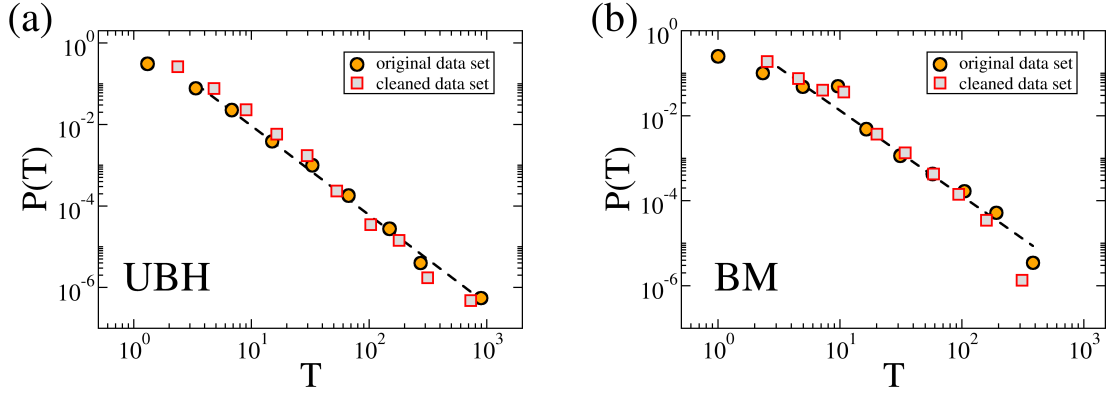 (a)
10^0
10^-2
10^-4
10^-6
P(T)
original data set
cleaned data set
UBH
10^0
10^1
10^2
10^3
T
(b)
10^0
10^-2
10^-4
10^-6
P(T)
original data set
cleaned data set
BM
10^0
10^1
10^2
10^3
T